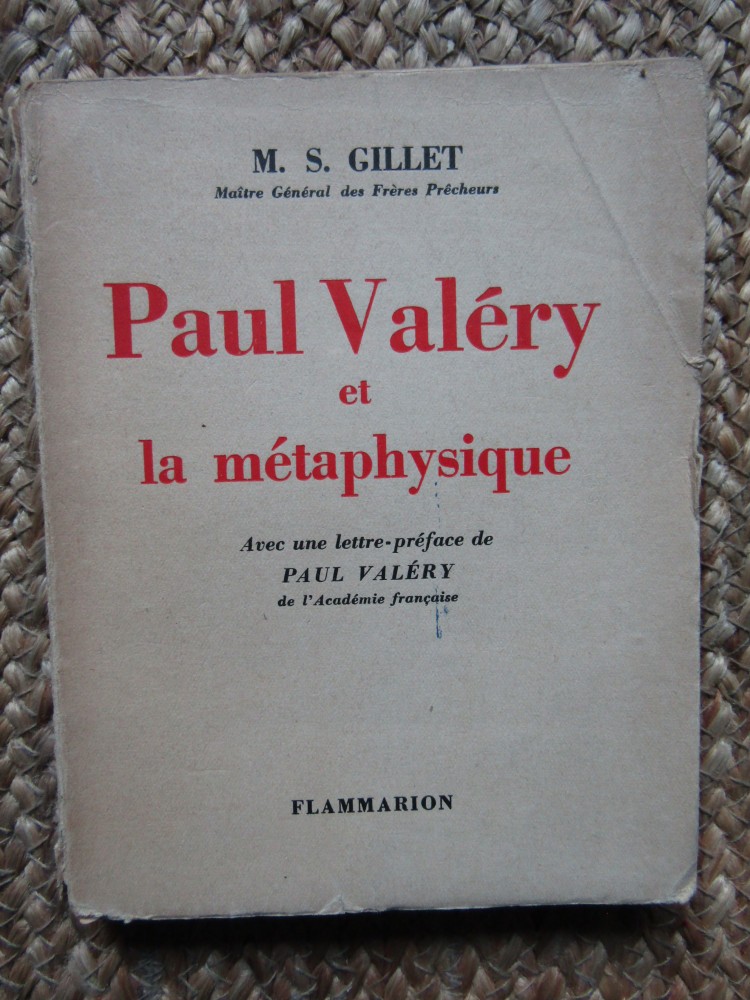 M. S. GILLET
Maître Général des Frères Prêcheurs
Paul Valéry
et
la métaphysique
Avec une lettre-préface de
PAUL VALÉRY
de l'Académie française
FLAMMARION